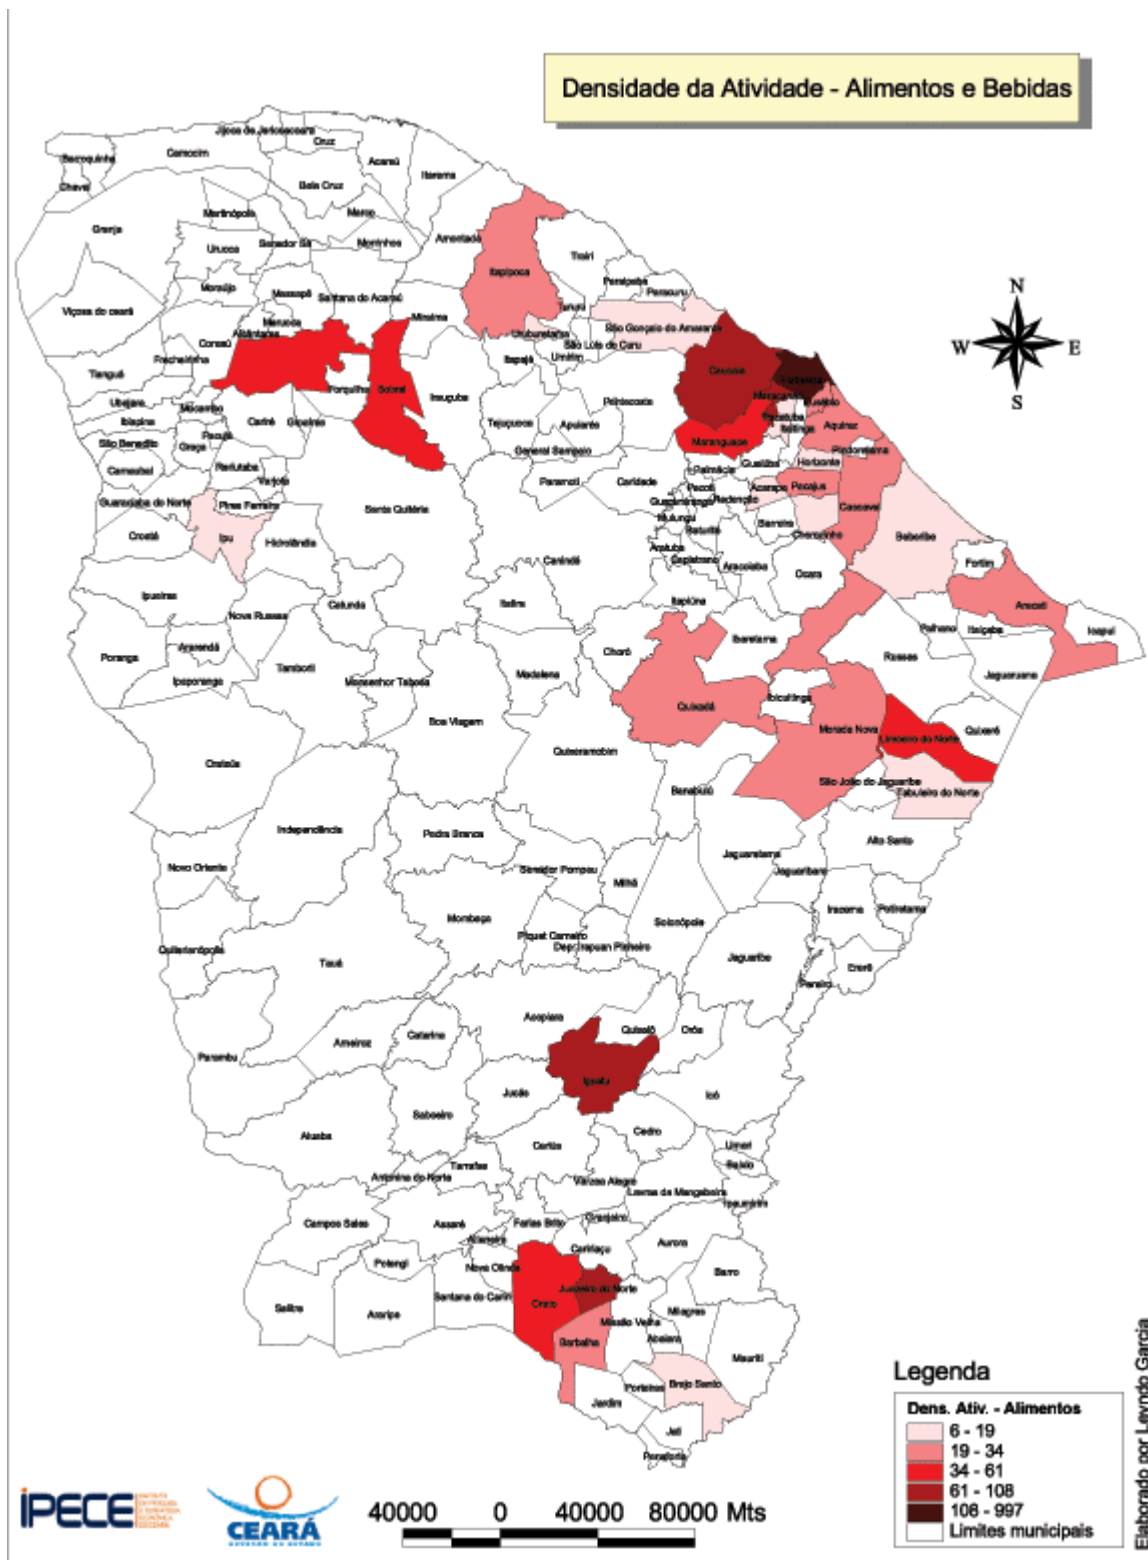 Densidade da Atividade - Alimentos e Bebidas
Jijoca de Jericoacoara
Cruz
Barroquinha
Camocim
Acaraú
Itarema
Chaval
Bela Cruz
Martinópole
Marco
Granja
Amontada
Uruoca
Senador Sá
Morrinhos
Trairi
Itapipoca
Moraújo
Massapê
Santana do Acaraú
Paraipaba
Paracuru
Viçosa do ceará
Tururu
Meruoca
Miraíma
Uruburetama
São Gonçalo do Amarante
Coreaú
Alcântaras
São Luís do Curu
Frecheirinha
Itapajé
Umirim
Tianguá
Caucaia
Fortaleza
Forquilha
Sobral
Irauçuba
Pentecoste
Maracanaú
Eusébio
Ubajara
Mucambo
Ibiapina
Cariré
Groaíras
Tejuçuoca
Apuiarés
Pacatuba
Itaitinga
Aquiraz
São Benedito
Pacujá
Graça
General Sampaio
Maranguape
Pindoretama
Carnaubal
Reriutaba
Varjota
Paramoti
Caridade
Palmácia
Guaiúba
Horizonte
Guaraciaba do Norte
Pires Ferreira
Santa Quitéria
Pacoti
Acarape
Pacajus
Guaramiranga
Redenção
Cascavel
Mulungu
Barreira
Chorozinho
Croatá
Ipu
Hidrolândia
Baturité
Beberibe
Aratuba
Capistrano
Canindé
Aracoiaba
Ocara
Fortim
Ipueiras
Nova Russas
Catunda
Itatira
Itapiúna
Aracati
Icapuí
Ararendá
Choró
Ibaretama
Palhano
Itaiçaba
Poranga
Ipaporanga
Tamboril
Monsenhor Tabosa
Madalena
Russas
Jaguaruana
Boa Viagem
Quixadá
Ibicuitinga
Morada Nova
Quixeré
Crateús
Quixeramobim
Limoeiro do Norte
São João do Jaguaribe
Tabuleiro do Norte
Banabuiú
Independência
Pedra Branca
Alto Santo
Novo Oriente
Senador Pompeu
Milhã
Jaguaretama
Jaguaribara
Mombaça
Solonópole
Iracema
Potiretama
Quiterianópolis
Piquet Carneiro
Dep. Irapuan Pinheiro
Tauá
Jaguaribe
Ererê
Pereiro
Acopiara
Quixelô
Orós
Parambu
Arneiroz
Catarina
Iguatu
Jucás
Icó
Saboeiro
Aiuaba
Cariús
Cedro
Umari
Baixio
Antonina do Norte
Tarrafas
Várzea Alegre
Lavras da Mangabeira
Ipaumirim
Campos Sales
Assaré
Farias Brito
Granjeiro
Altaneira
Caririaçu
Aurora
Potengi
Nova Olinda
Barro
Salitre
Araripe
Santana do Cariri
Crato
Juazeiro do Norte
Missão Velha
Milagres
Barbalha
Abaiara
Mauriti
Porteiras
Brejo Santo
Jardim
Jati
Penaforte
N
W
E
S
Legenda
Dens. Ativ. - Alimentos
6 - 19
19 - 34
34 - 61
61 - 108
108 - 997
Limites municipais
Elaborado por Leyndo Garcia
iPECE
CEARÁ
GOVERNO DO ESTADO
40000 0 40000 80000 Mts